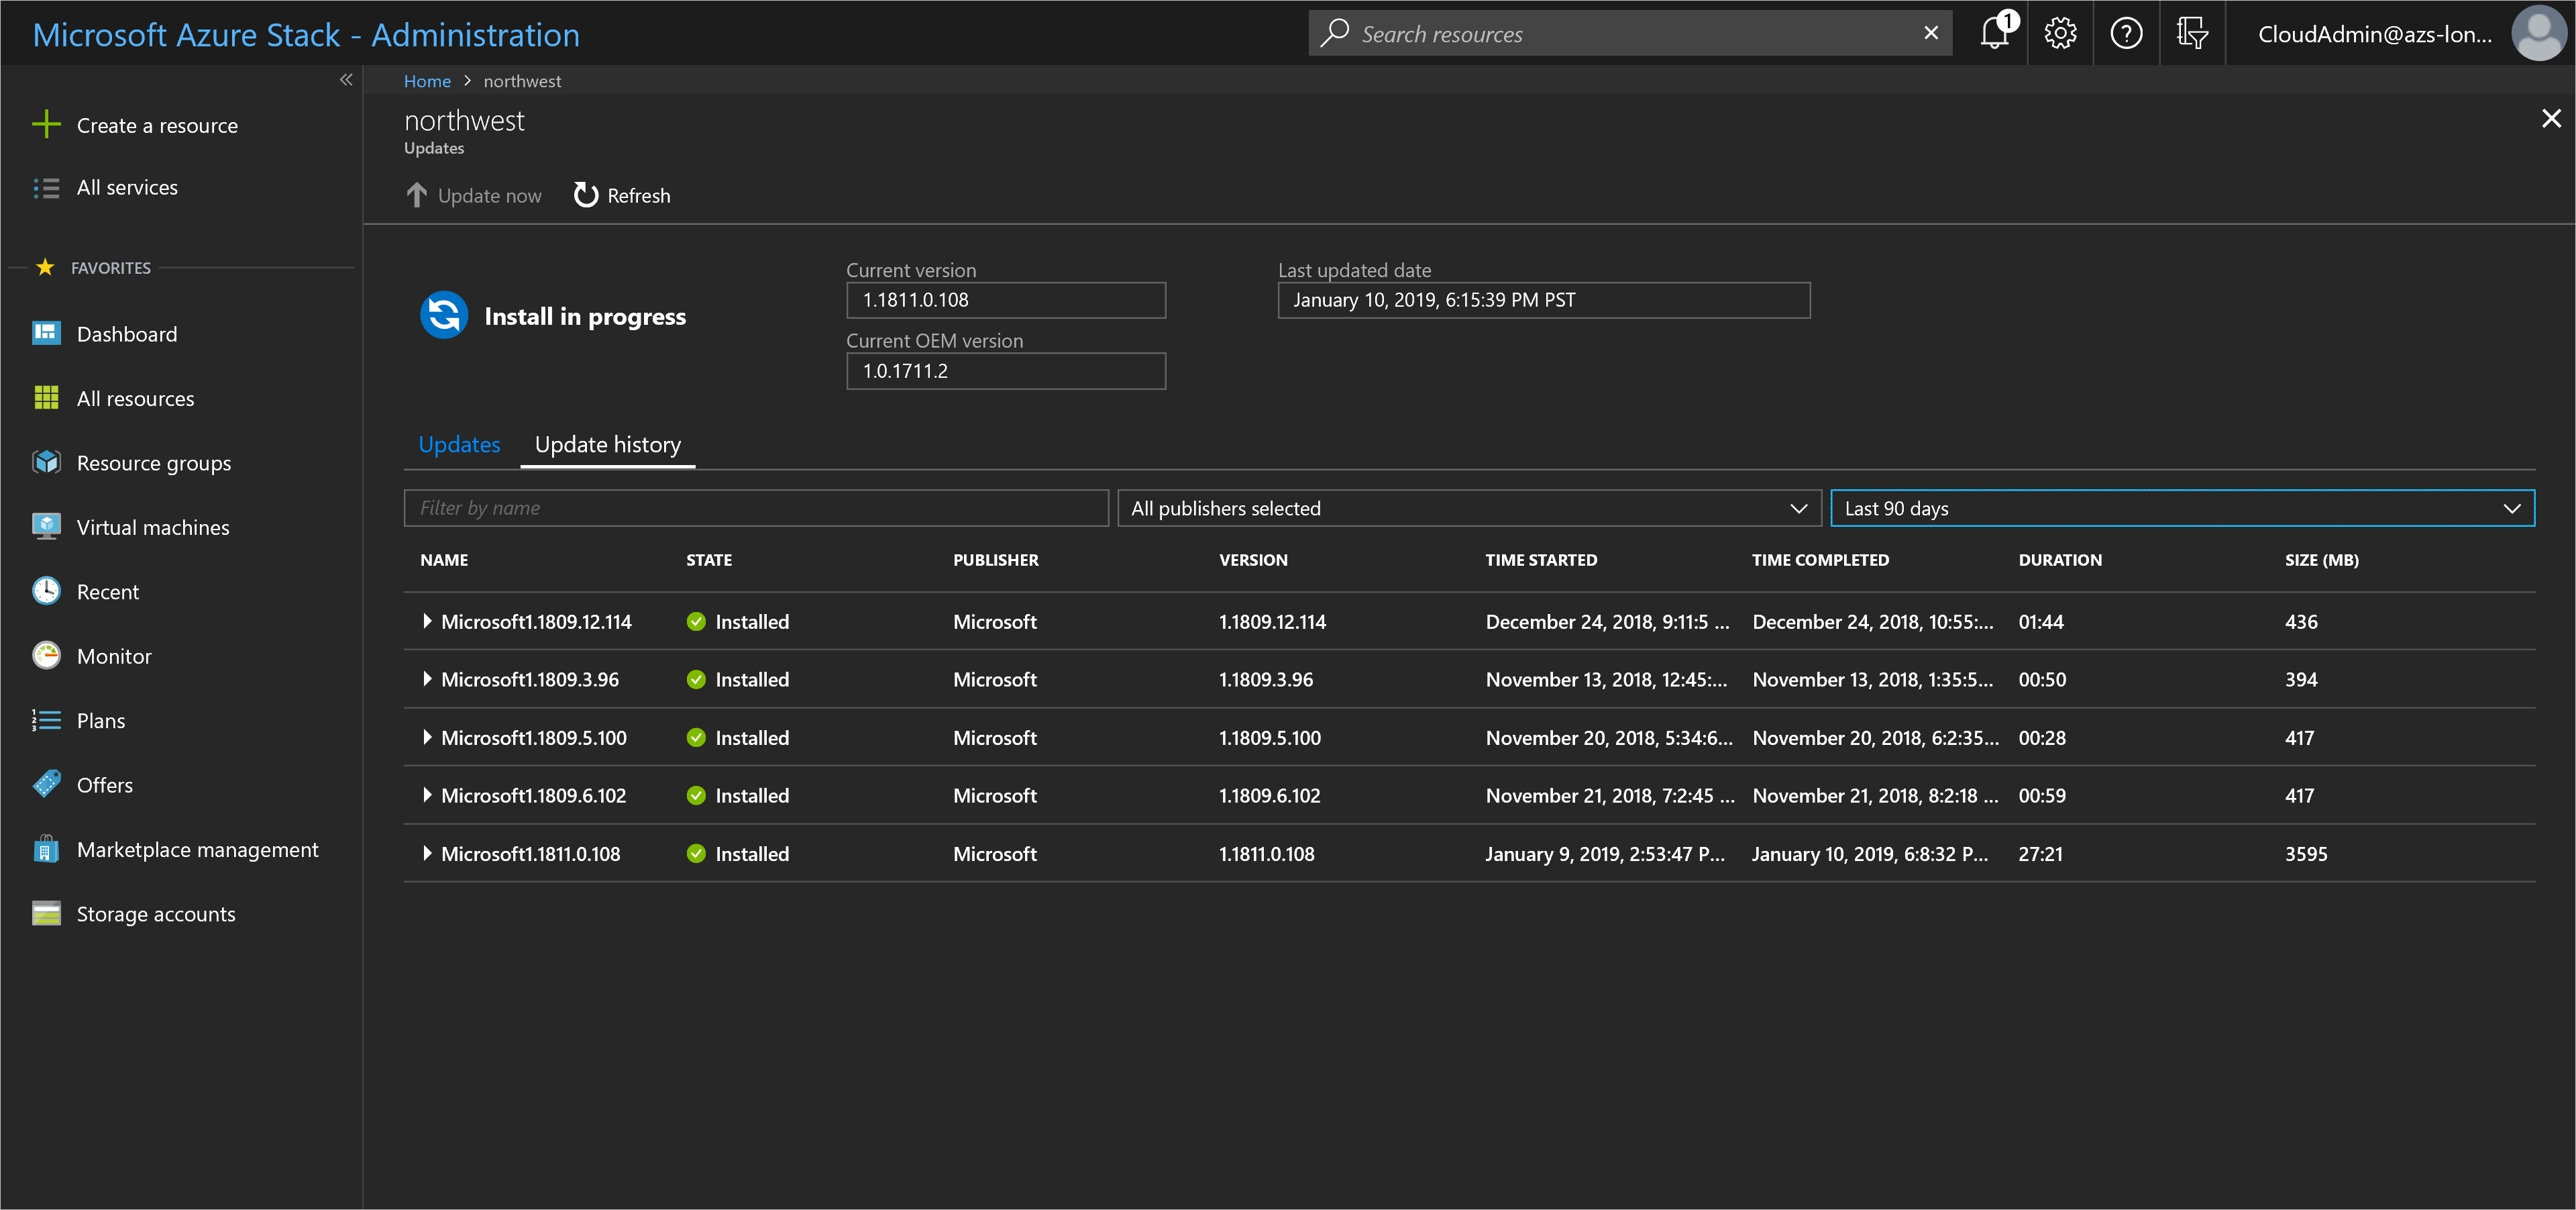 Microsoft Azure Stack - Administration
Search resources
1
CloudAdmin@azs-lon...
Home > northwest
northwest
Updates
Update now
Refresh
Create a resource
All services
FAVORITES
Dashboard
All resources
Resource groups
Virtual machines
Recent
Monitor
Plans
Offers
Marketplace management
Storage accounts
Install in progress
Current version
1.1811.0.108
Current OEM version
1.0.1711.2
Last updated date
January 10, 2019, 6:15:39 PM PST
Updates Update history
Filter by name
All publishers selected
Last 90 days
NAME STATE PUBLISHER VERSION TIME STARTED TIME COMPLETED DURATION SIZE (MB)
Microsoft1.1809.12.114 Installed Microsoft 1.1809.12.114 December 24, 2018, 9:11:5 ... December 24, 2018, 10:55:... 01:44 436
Microsoft1.1809.3.96 Installed Microsoft 1.1809.3.96 November 13, 2018, 12:45:... November 13, 2018, 1:35:5... 00:50 394
Microsoft1.1809.5.100 Installed Microsoft 1.1809.5.100 November 20, 2018, 5:34:6... November 20, 2018, 6:2:35... 00:28 417
Microsoft1.1809.6.102 Installed Microsoft 1.1809.6.102 November 21, 2018, 7:2:45 ... November 21, 2018, 8:2:18 ... 00:59 417
Microsoft1.1811.0.108 Installed Microsoft 1.1811.0.108 January 9, 2019, 2:53:47 P... January 10, 2019, 6:8:32 P... 27:21 3595